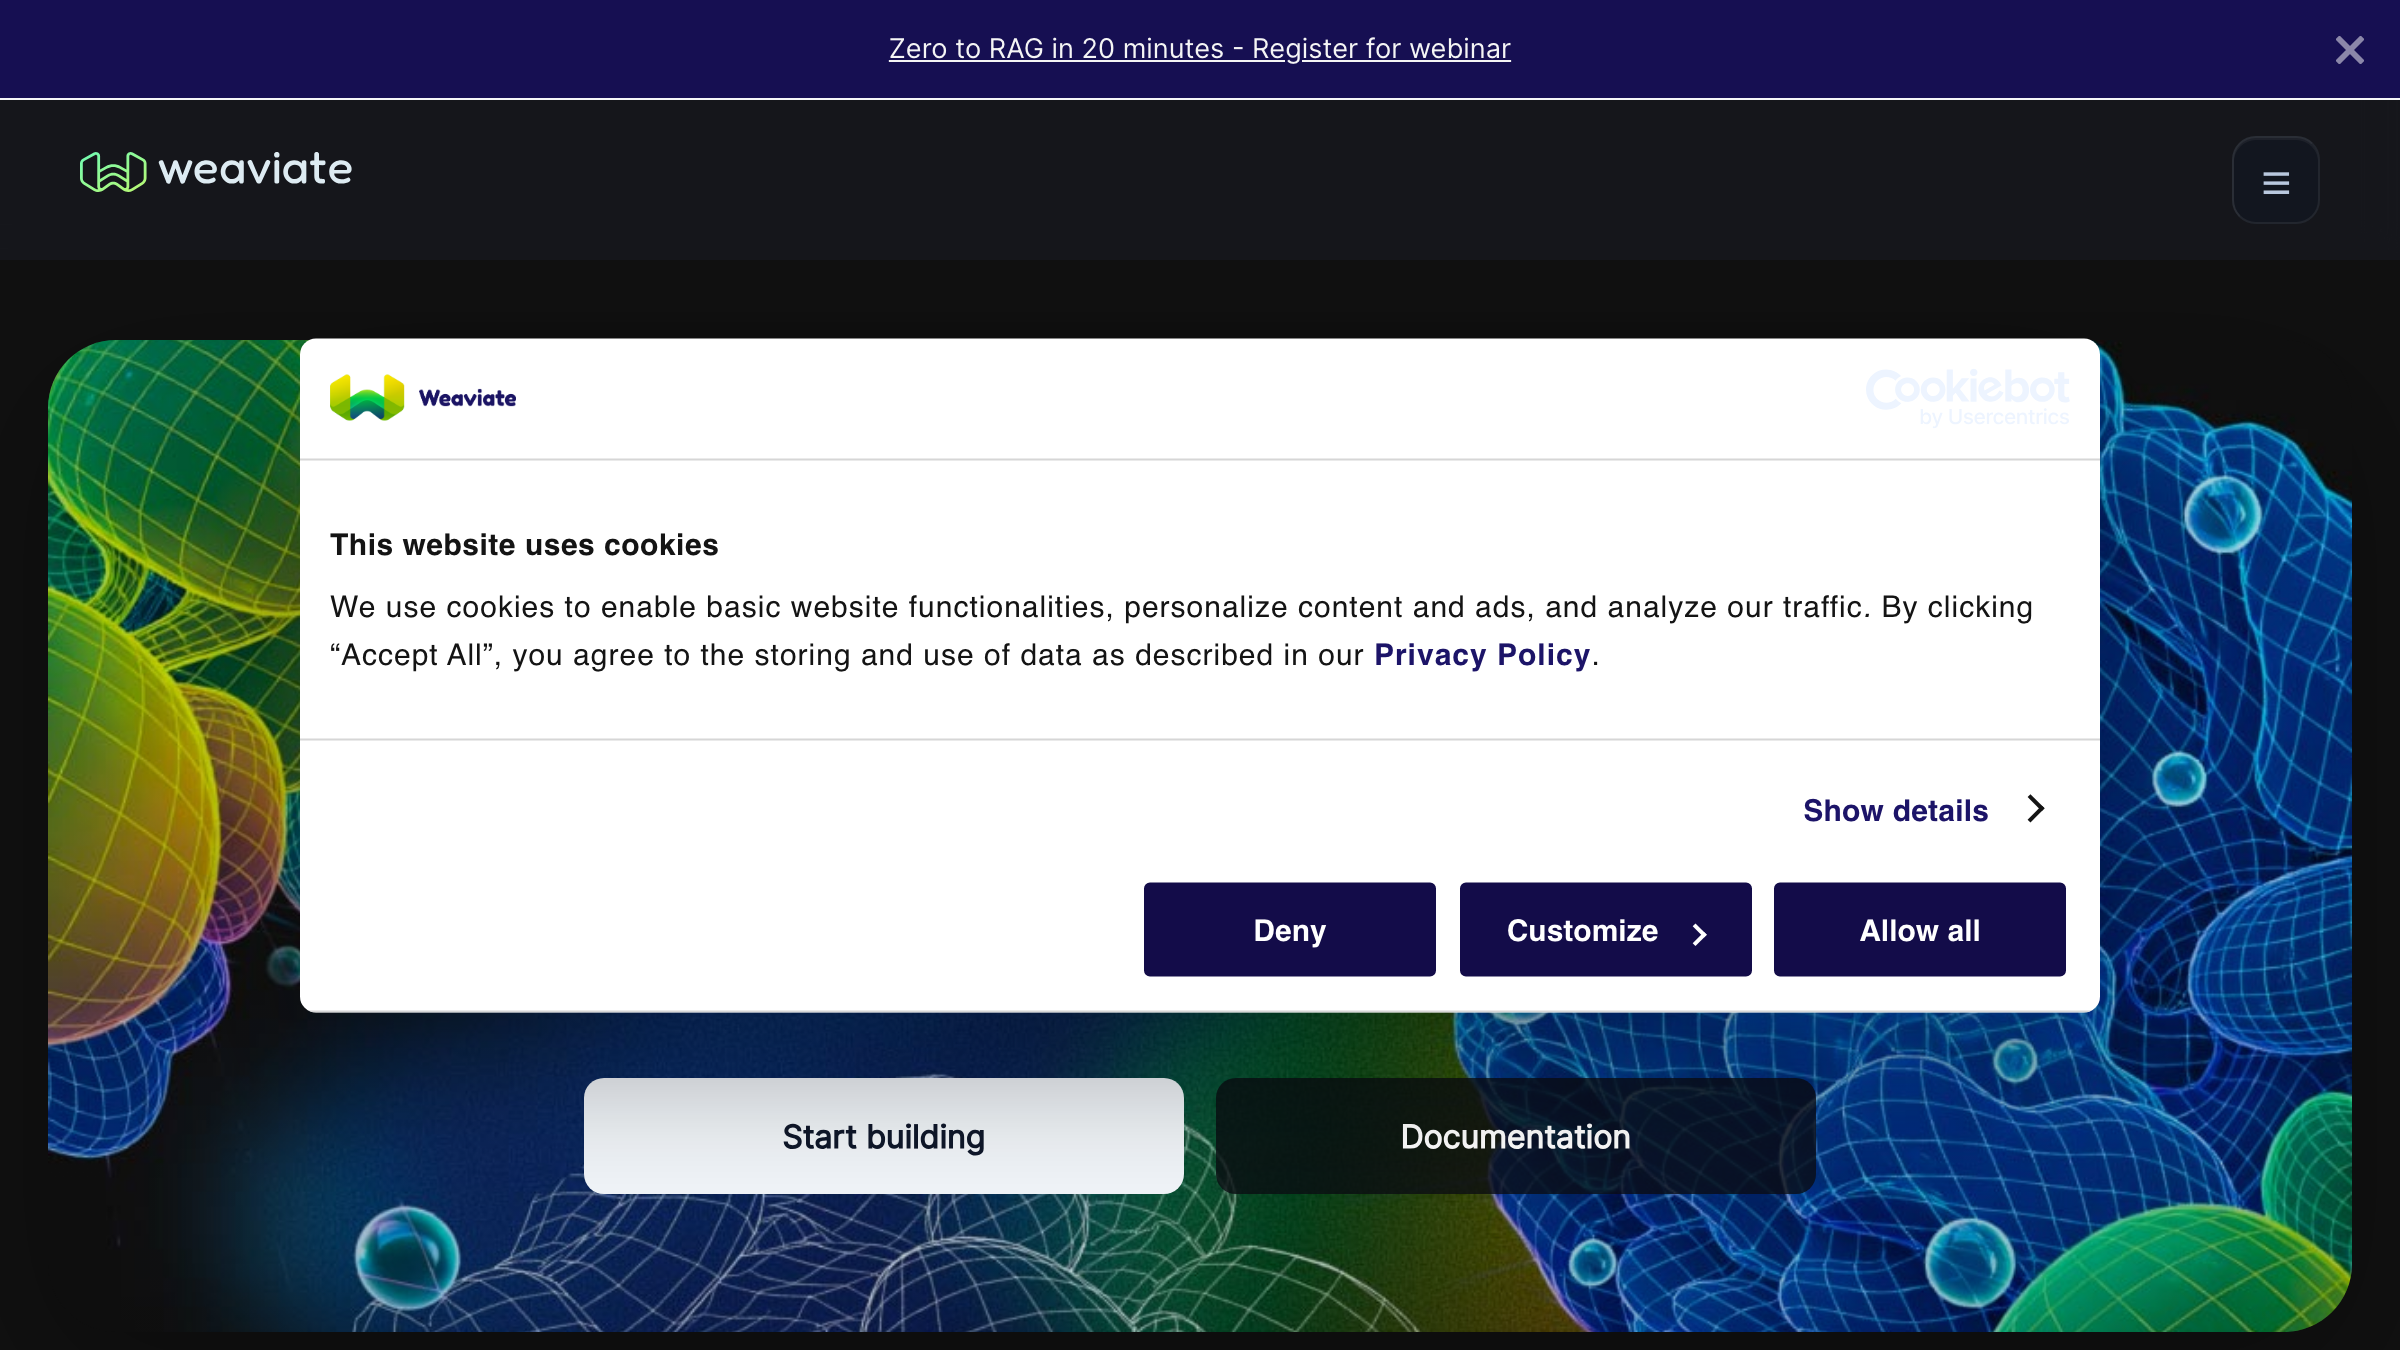 Zero to RAG in 20 minutes - Register for webinar
weaviate
Weaviate
Cookiebot
by Usercentrics
This website uses cookies
We use cookies to enable basic website functionalities, personalize content and ads, and analyze our traffic. By clicking
“Accept All”, you agree to the storing and use of data as described in our Privacy Policy.
Show details
Deny
Customize
Allow all
Start building
Documentation